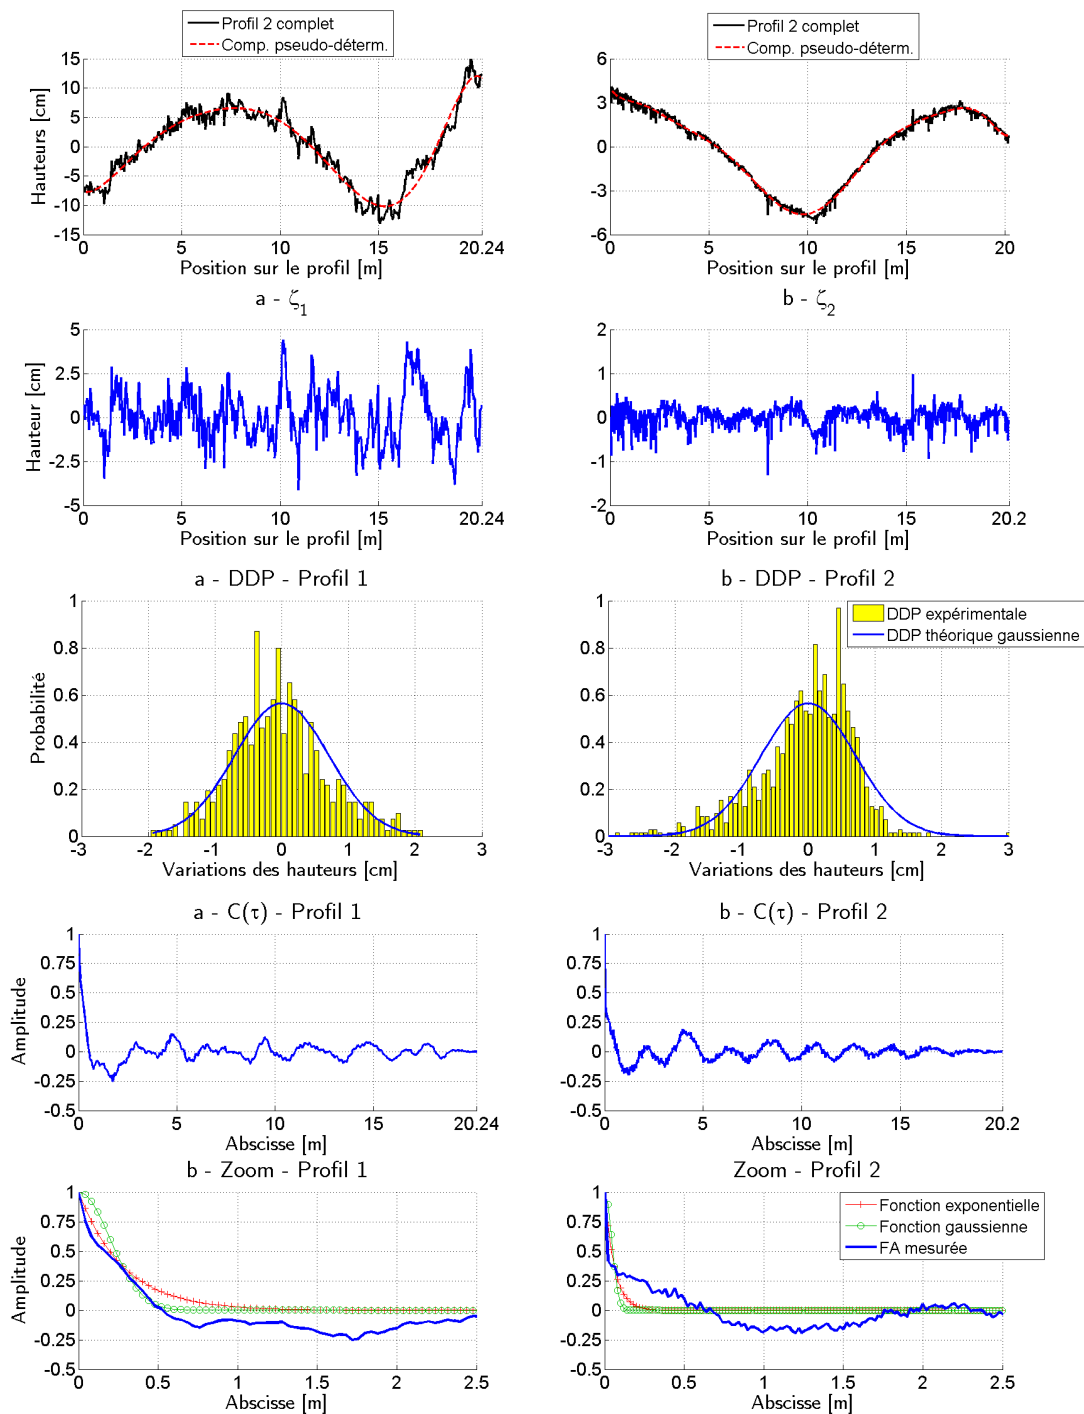 Profil 2 complet
Comp. pseudo-déterm.
Hauteurs [cm]
15
10
5
0
-5
-10
-15
0 5 10 15 20.24
Position sur le profil [m]
a - ζ1
Profil 2 complet
Comp. pseudo-déterm.
6
3
0
-3
-6
0 5 10 15 20
Position sur le profil [m]
b - ζ2
Hauteur [cm]
5
2.5
0
-2.5
-5
0 5 10 15 20.24
Position sur le profil [m]
2
1
0
-1
-2
0 5 10 15 20.2
Position sur le profil [m]
a - DDP - Profil 1
Probabilité
1
0.8
0.6
0.4
0.2
0
-3 -2 -1 0 1 2 3
Variations des hauteurs [cm]
b - DDP - Profil 2
DDP expérimentale
DDP théorique gaussienne
1
0.8
0.6
0.4
0.2
0
-3 -2 -1 0 1 2 3
Variations des hauteurs [cm]
a - C(τ) - Profil 1
Amplitude
1
0.75
0.5
0.25
0
-0.25
-0.5
0 5 10 15 20.24
Abscisse [m]
b - C(τ) - Profil 2
1
0.75
0.5
0.25
0
-0.25
-0.5
0 5 10 15 20.2
Abscisse [m]
b - Zoom - Profil 1
Amplitude
1
0.75
0.5
0.25
0
-0.25
-0.5
0 0.5 1 1.5 2 2.5
Abscisse [m]
Zoom - Profil 2
Fonction exponentielle
Fonction gaussienne
FA mesurée
1
0.75
0.5
0.25
0
-0.25
-0.5
0 0.5 1 1.5 2 2.5
Abscisse [m]